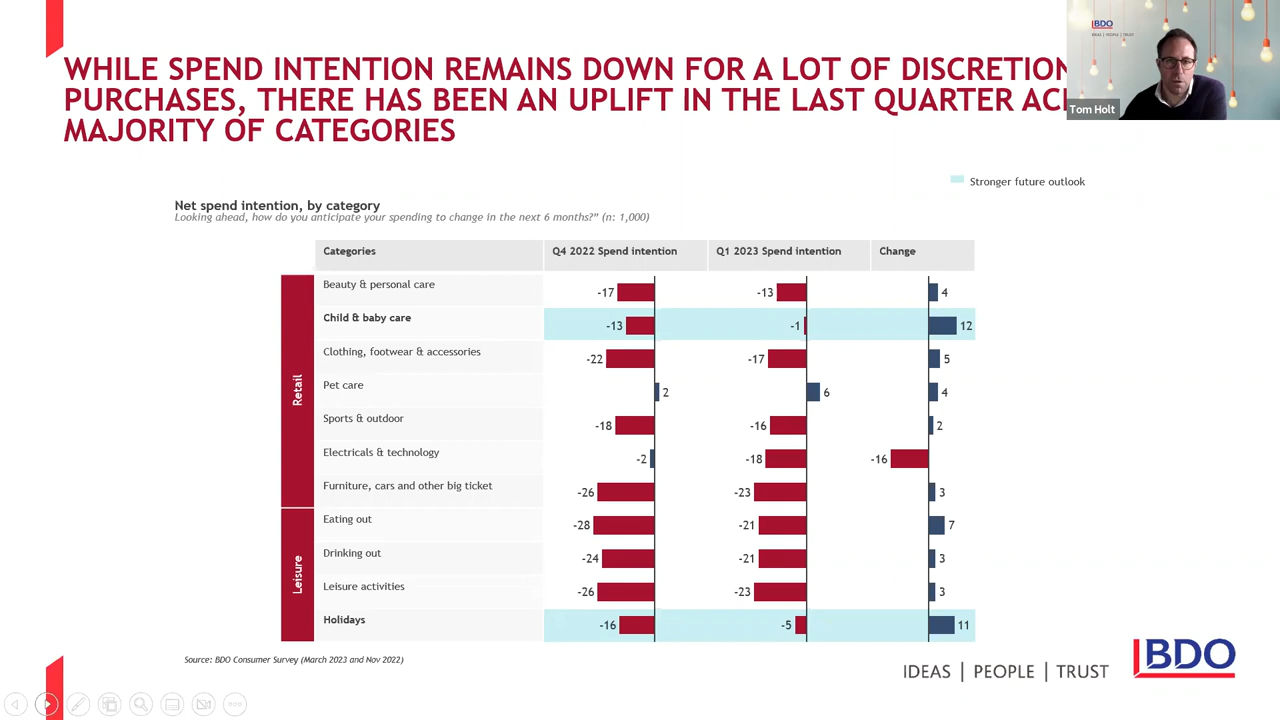 WHILE SPEND INTENTION REMAINS DOWN FOR A LOT OF
PURCHASES, THERE HAS BEEN AN UPLIFT IN THE LAST QUARTER
MAJORITY OF CATEGORIES
BDO
IDEAS | PEOPLE | TRUST
Tom Holt
Stronger future outlook
Net spend intention, by category
Looking ahead, how do you anticipate your spending to change in the next 6 months?" (n: 1,000)
Categories Q4 2022 Spend intention Q1 2023 Spend intention Change
Retail
Beauty & personal care -17 -13 4
Child & baby care -13 -1 12
Clothing, footwear & accessories -22 -17 5
Pet care 2 6 4
Sports & outdoor -18 -16 2
Electricals & technology -2 -18 -16
Furniture, cars and other big ticket -26 -23 3
Leisure
Eating out -28 -21 7
Drinking out -24 -21 3
Leisure activities -26 -23 3
Holidays -16 -5 11
Source: BDO Consumer Survey (March 2023 and Nov 2022)
IDEAS | PEOPLE | TRUST
BDO